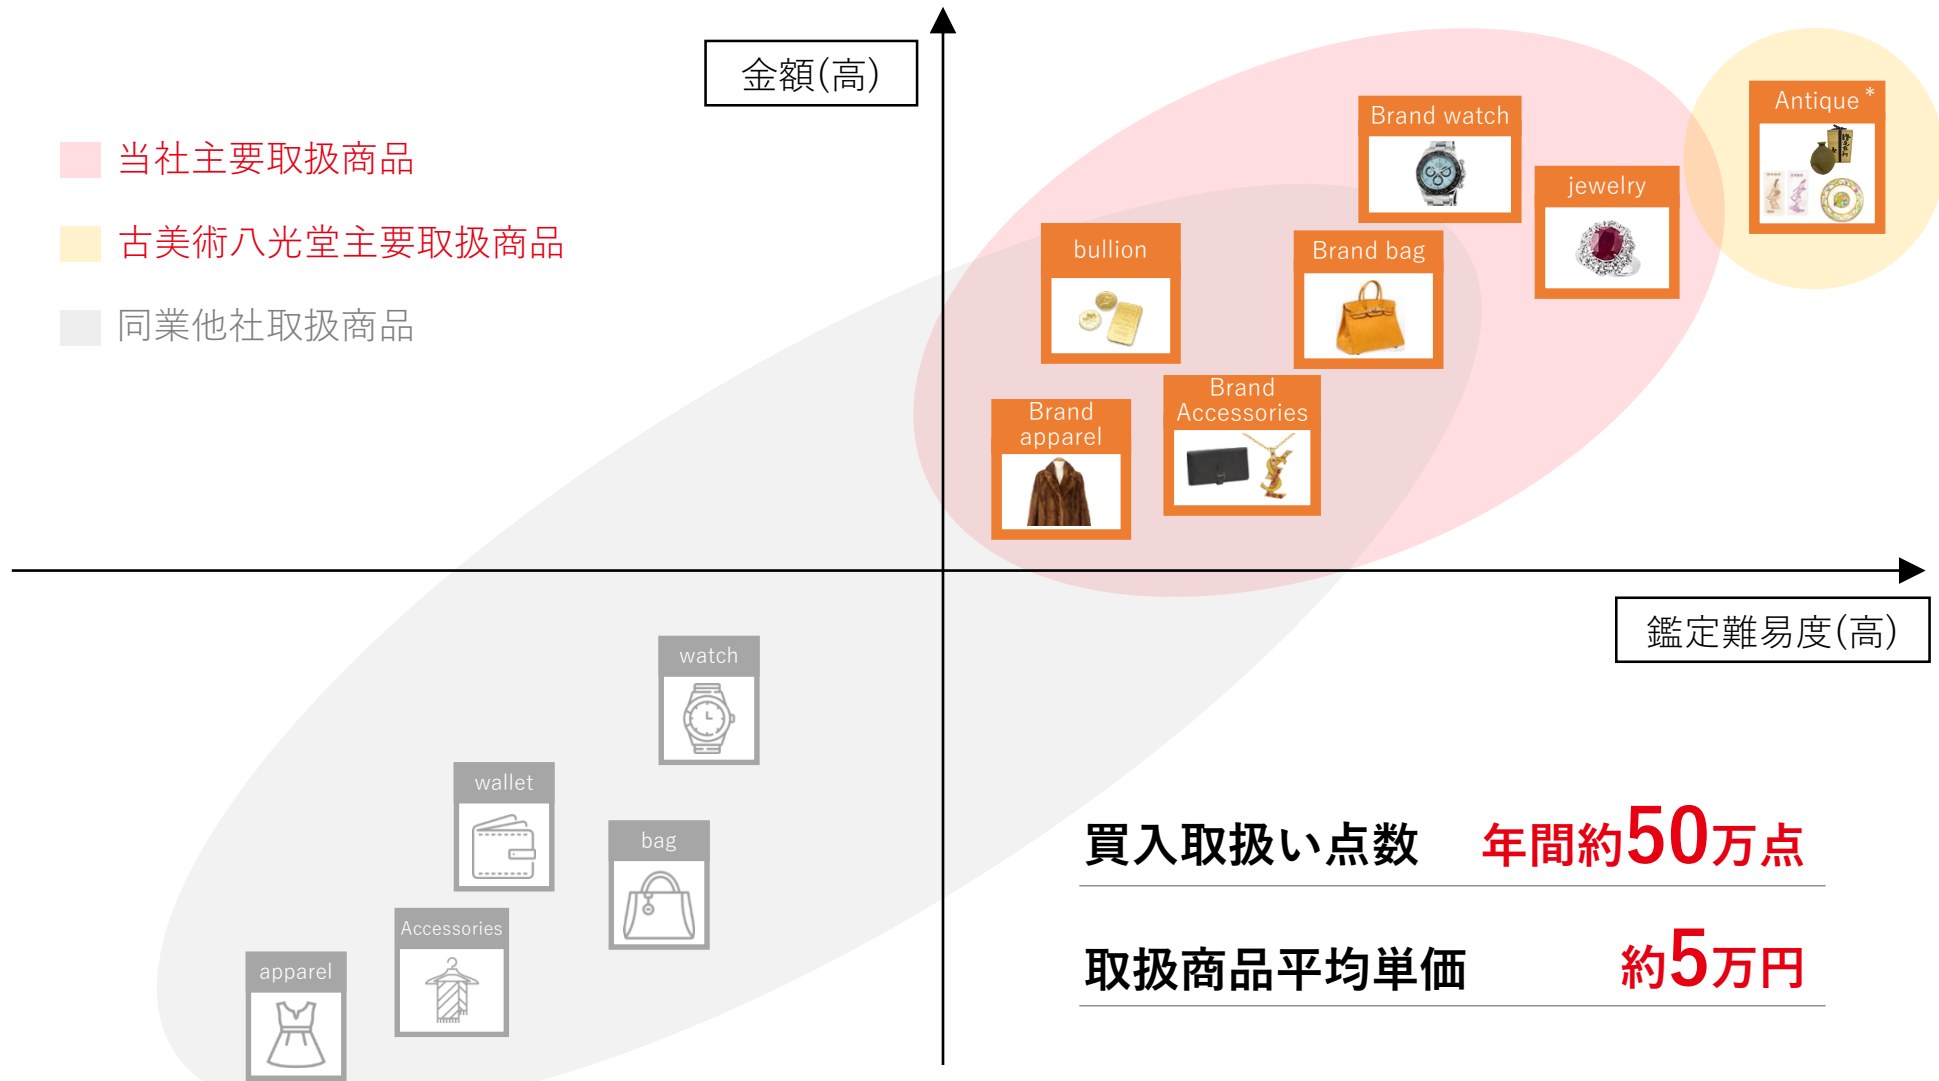 金額(高)
当社主要取扱商品
古美術八光堂主要取扱商品
同業他社取扱商品
Antique*
Brand watch
jewelry
bullion
Brand bag
Brand
Accessories
Brand
apparel
鑑定難易度(高)
watch
wallet
bag
Accessories
apparel
買入取扱い点数 年間約50万点
取扱商品平均単価 約5万円